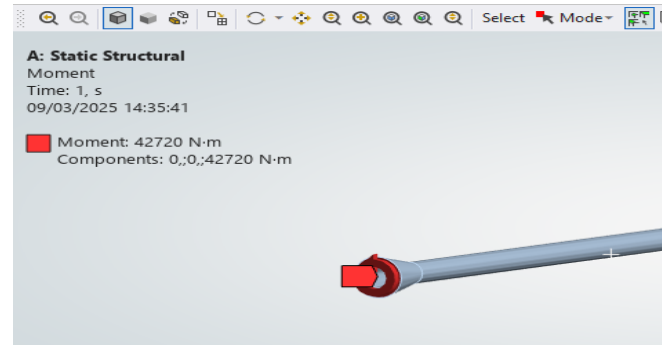 Select Mode
A: Static Structural
Moment
Time: 1, s
09/03/2025 14:35:41
Moment: 42720 N·m
Components: 0,;0,;42720 N·m